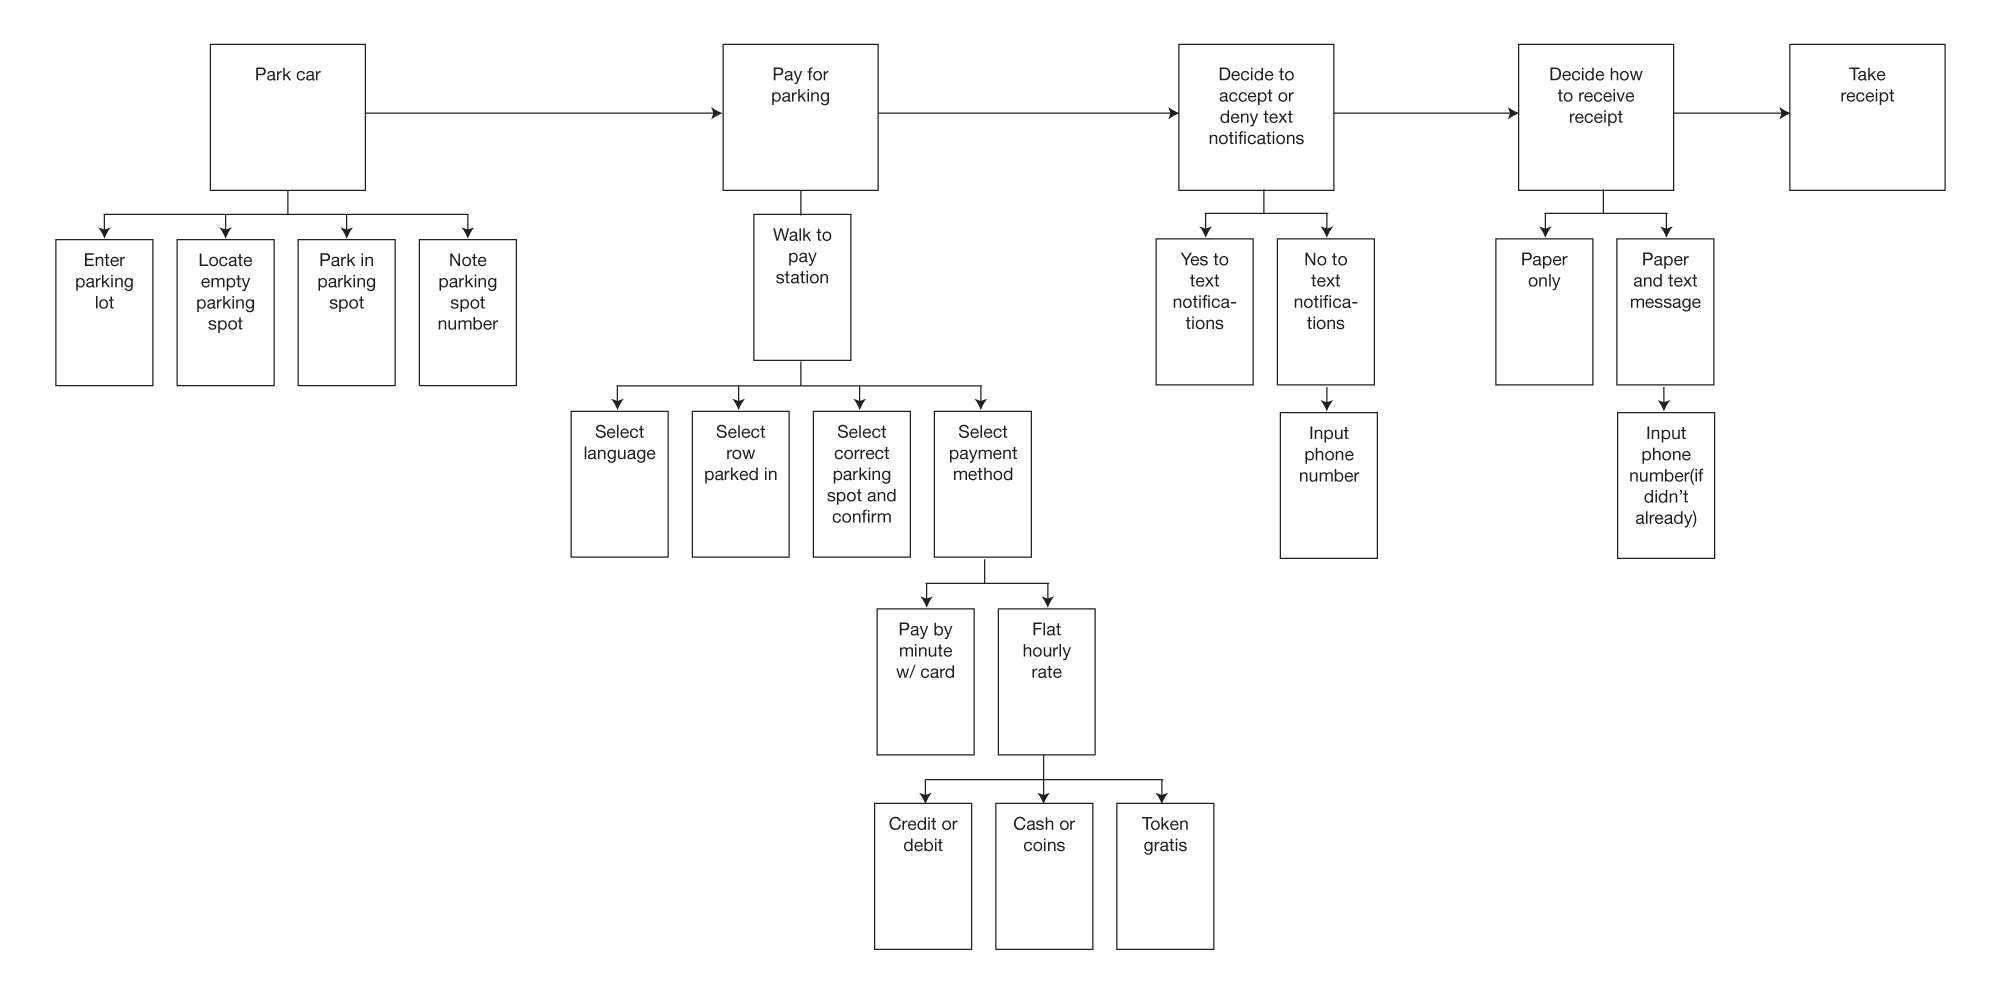 Park car
Pay for
parking
Decide to
accept or
deny text
notifications
Decide how
to receive
receipt
Take
receipt
Enter
parking
lot
Locate
empty
parking
spot
Park in
parking
spot
Note
parking
spot
number
Walk to
pay
station
Yes to
text
notifica-
tions
No to
text
notifica-
tions
Paper
only
Paper
and text
message
Select
language
Select
row
parked in
Select
correct
parking
spot and
confirm
Select
payment
method
Input
phone
number
Input
phone
number(if
didn't
already)
Pay by
minute
w/ card
Flat
hourly
rate
Credit or
debit
Cash or
coins
Token
gratis